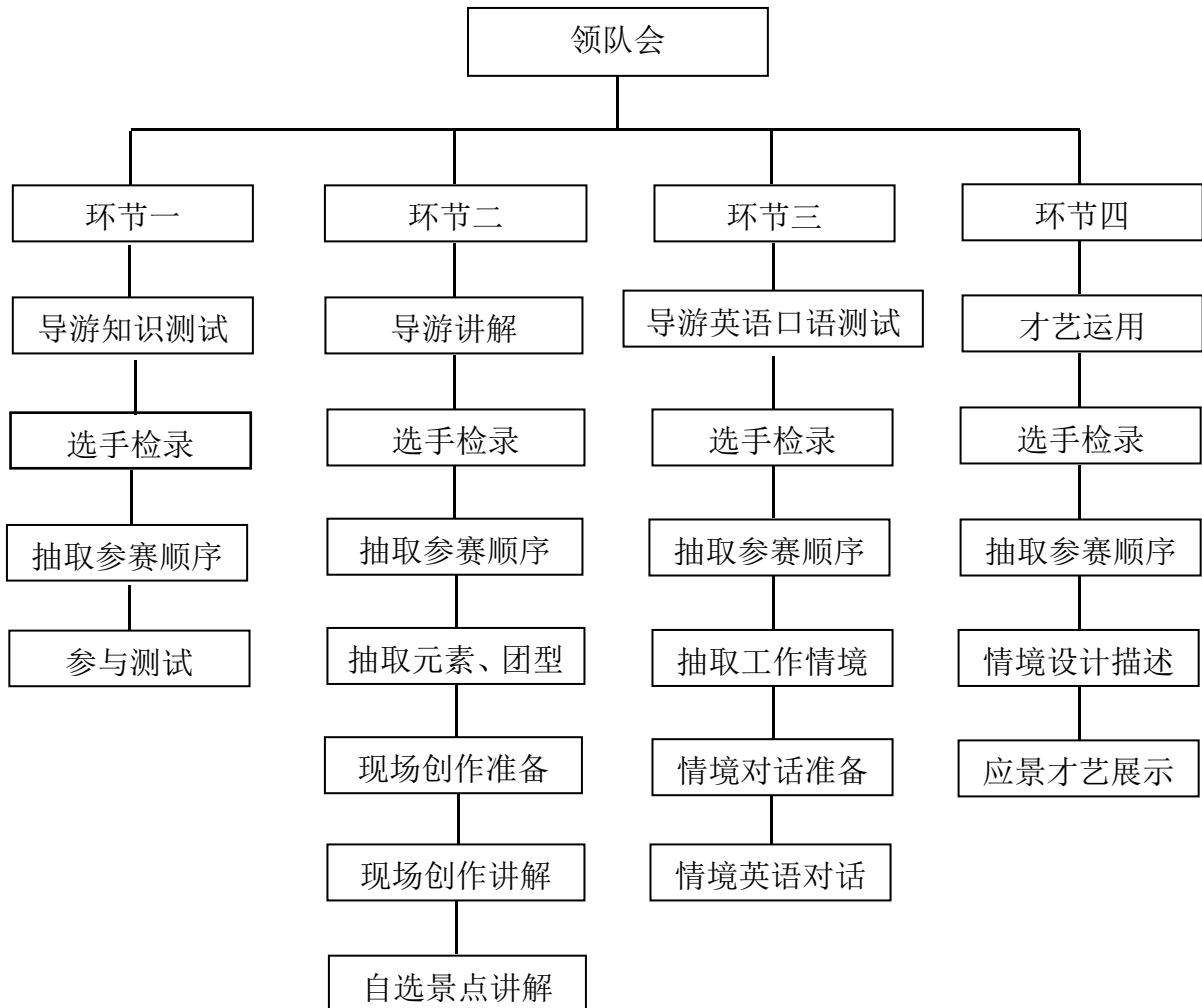 领队会
环节一
环节二
环节三
环节四
导游知识测试
导游讲解
导游英语口语测试
才艺运用
选手检录
选手检录
选手检录
选手检录
抽取参赛顺序
抽取参赛顺序
抽取参赛顺序
抽取参赛顺序
参与测试
抽取元素、团型
抽取工作情境
情境设计描述
现场创作准备
情境对话准备
应景才艺展示
现场创作讲解
情境英语对话
自选景点讲解